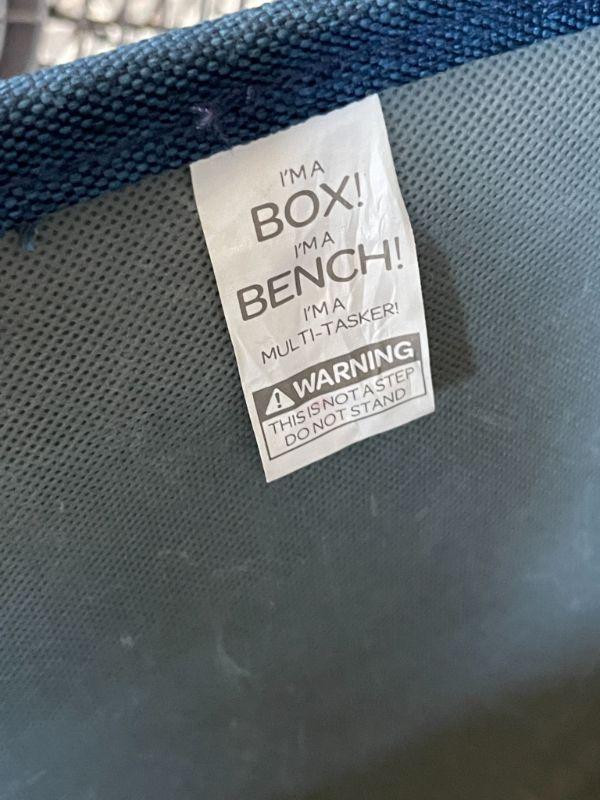 I'M A
BOX!
I'M A
BENCH!
I'M A
MULTI-TASKER!
WARNING
THIS IS NOT A STEP
DO NOT STAND